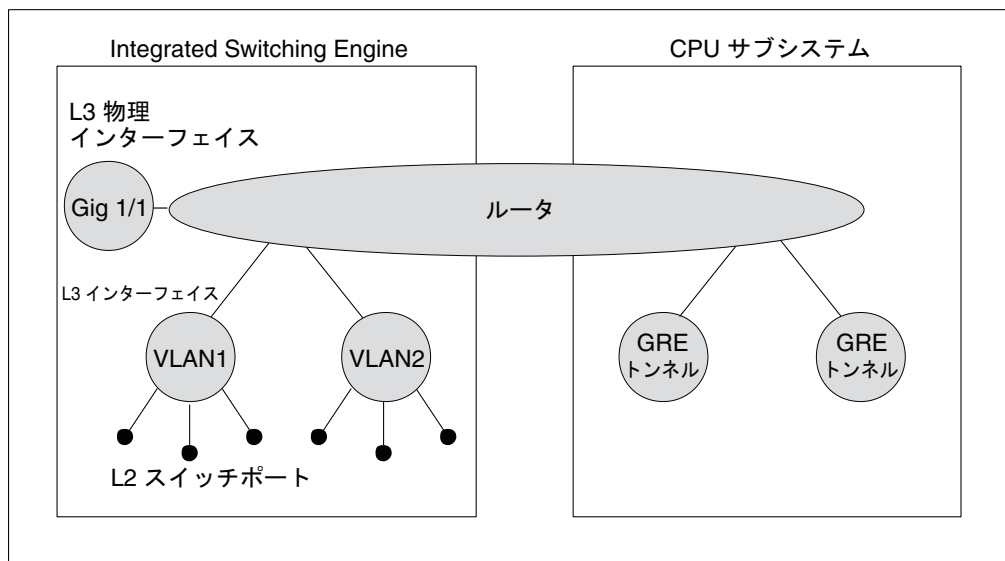 Integrated Switching Engine
CPU サブシステム
L3 物理
インターフェイス
Gig 1/1
ルータ
L3 インターフェイス
VLAN1
VLAN2
GRE
トンネル
GRE
トンネル
L2 スイッチポート